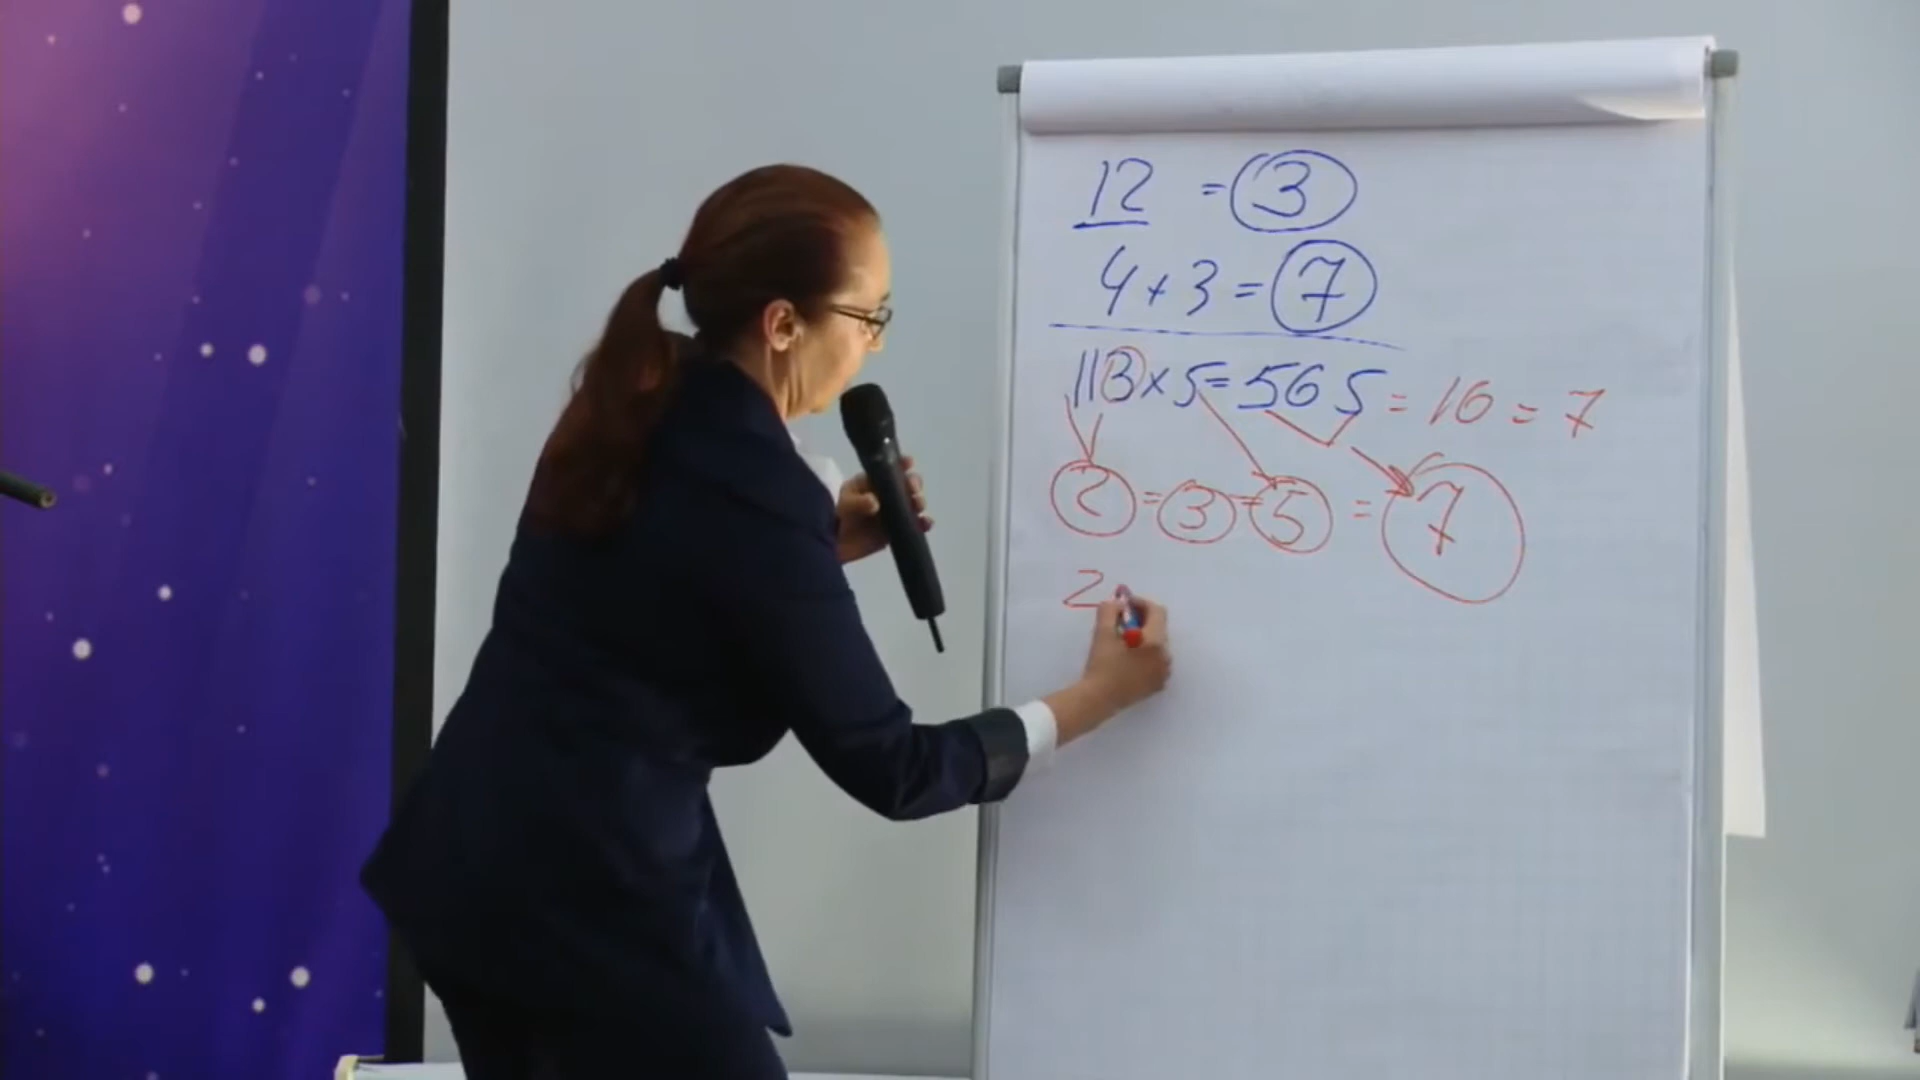 12 = 3
4 + 3 = 7
113 x 5 = 565 = 16 = 7
2 = 3 = 5 = 7
2